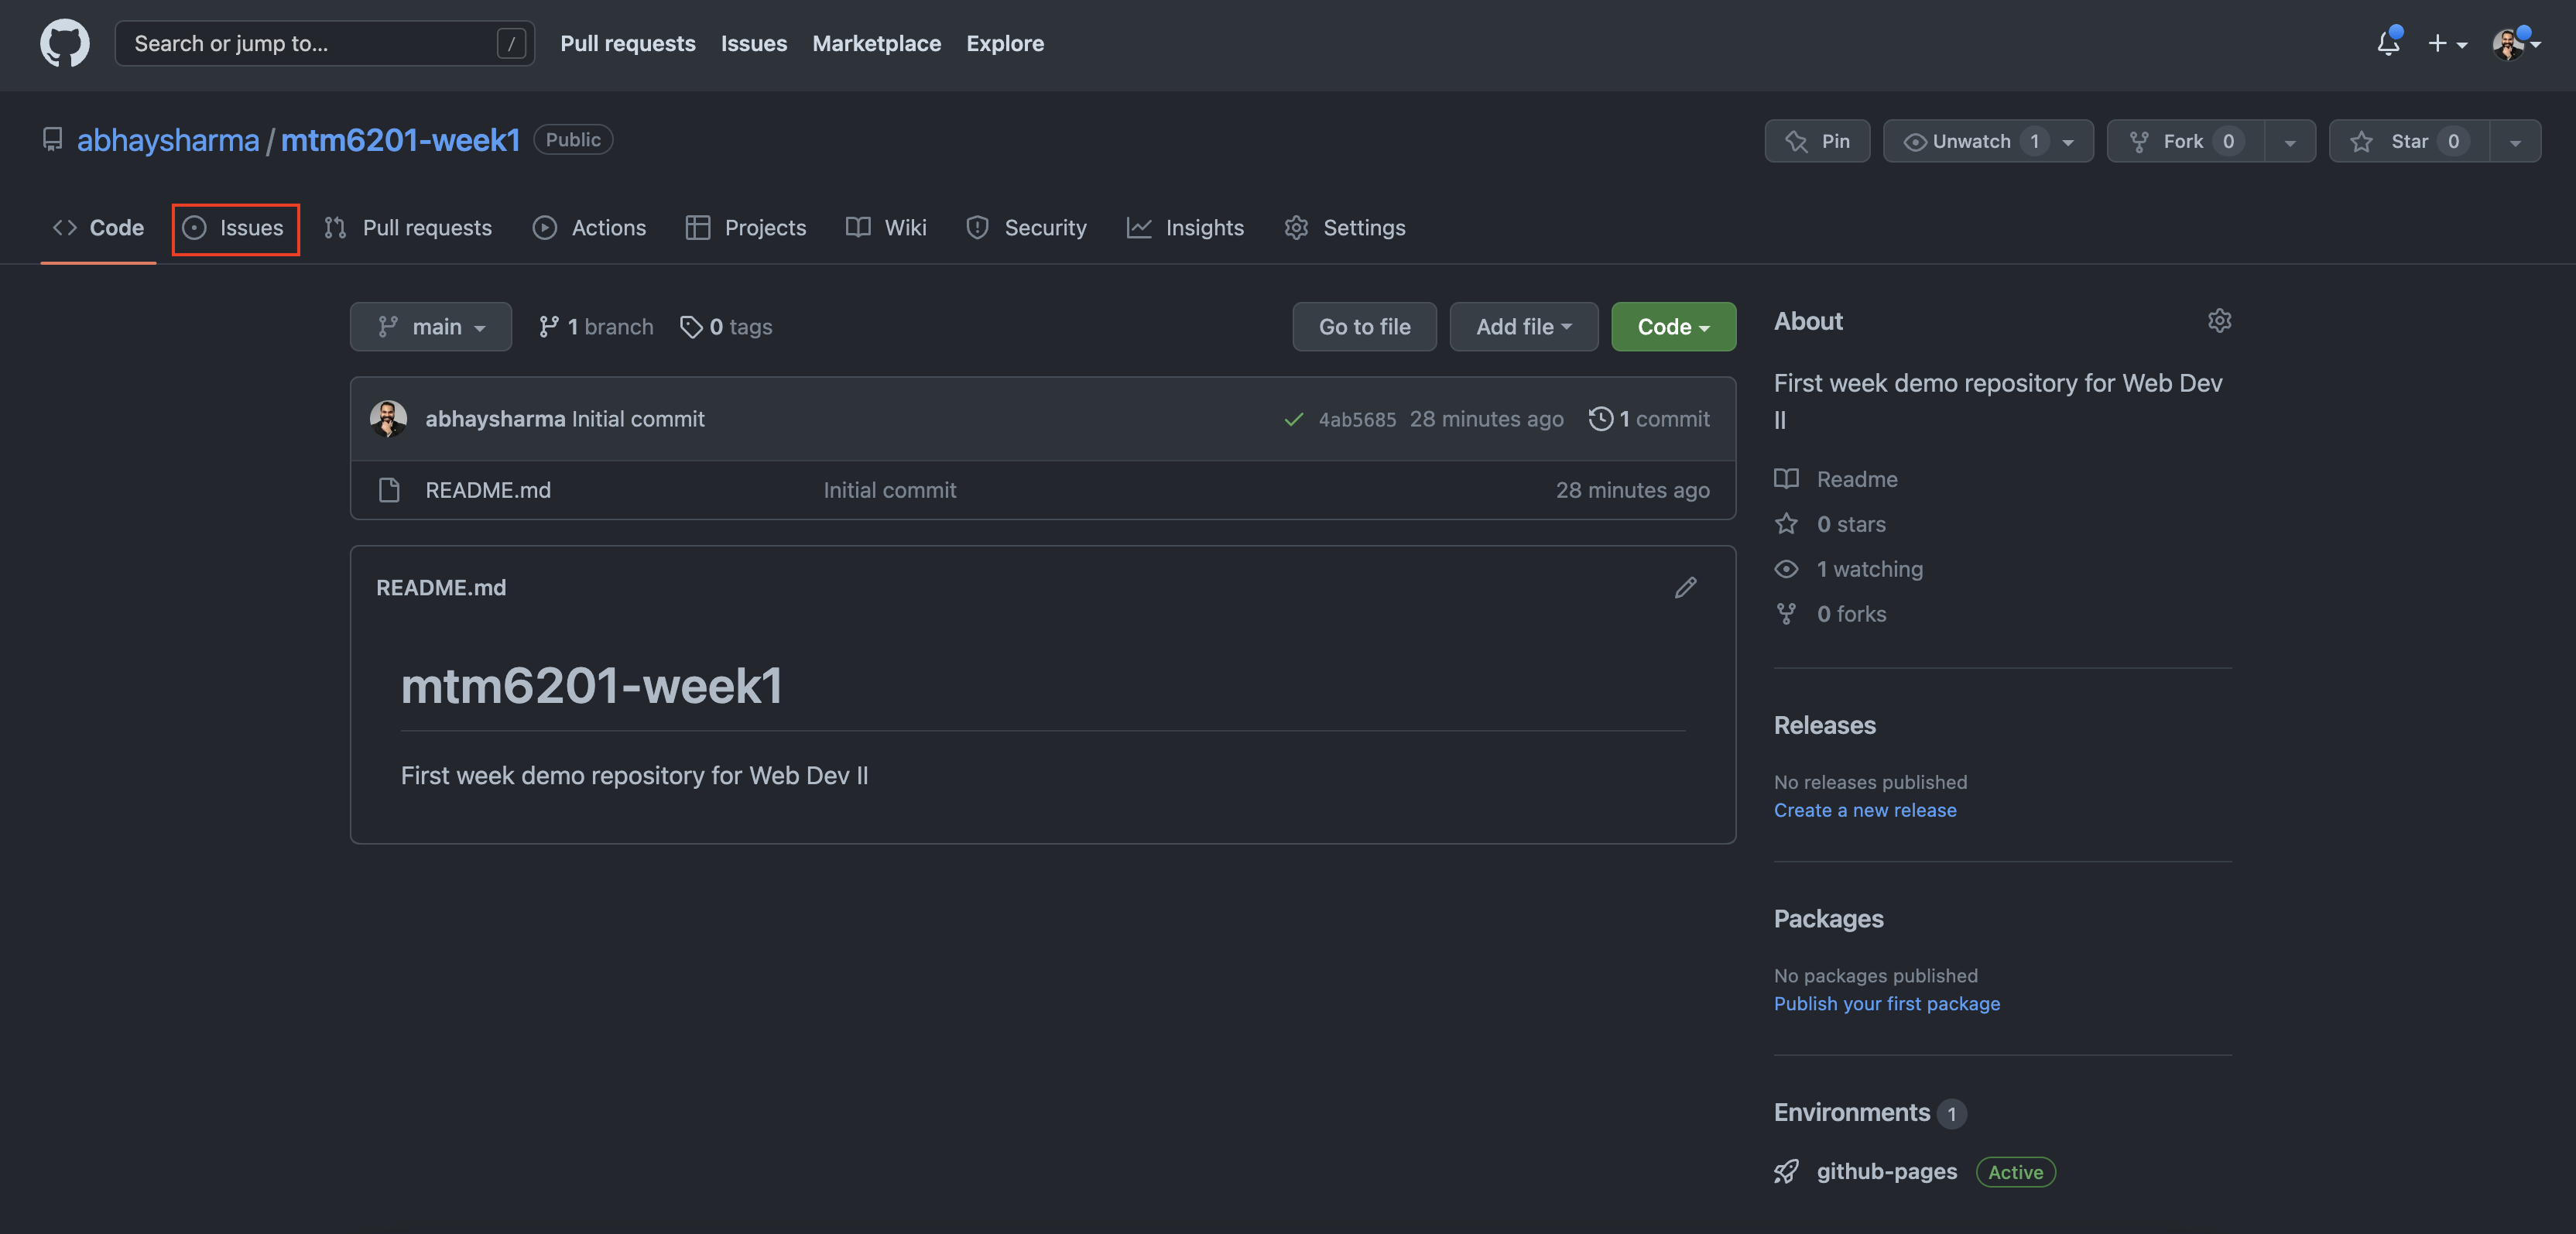 Search or jump to... /
Pull requests Issues Marketplace Explore
abhaysharma / mtm6201-week1 Public
Pin Unwatch 1 Fork 0 Star 0
Code Issues Pull requests Actions Projects Wiki Security Insights Settings
main 1 branch 0 tags Go to file Add file Code
abhaysharma Initial commit 4ab5685 28 minutes ago 1 commit
README.md Initial commit 28 minutes ago
README.md
mtm6201-week1
First week demo repository for Web Dev II
About
First week demo repository for Web Dev
II
Readme
0 stars
1 watching
0 forks
Releases
No releases published
Create a new release
Packages
No packages published
Publish your first package
Environments 1
github-pages Active